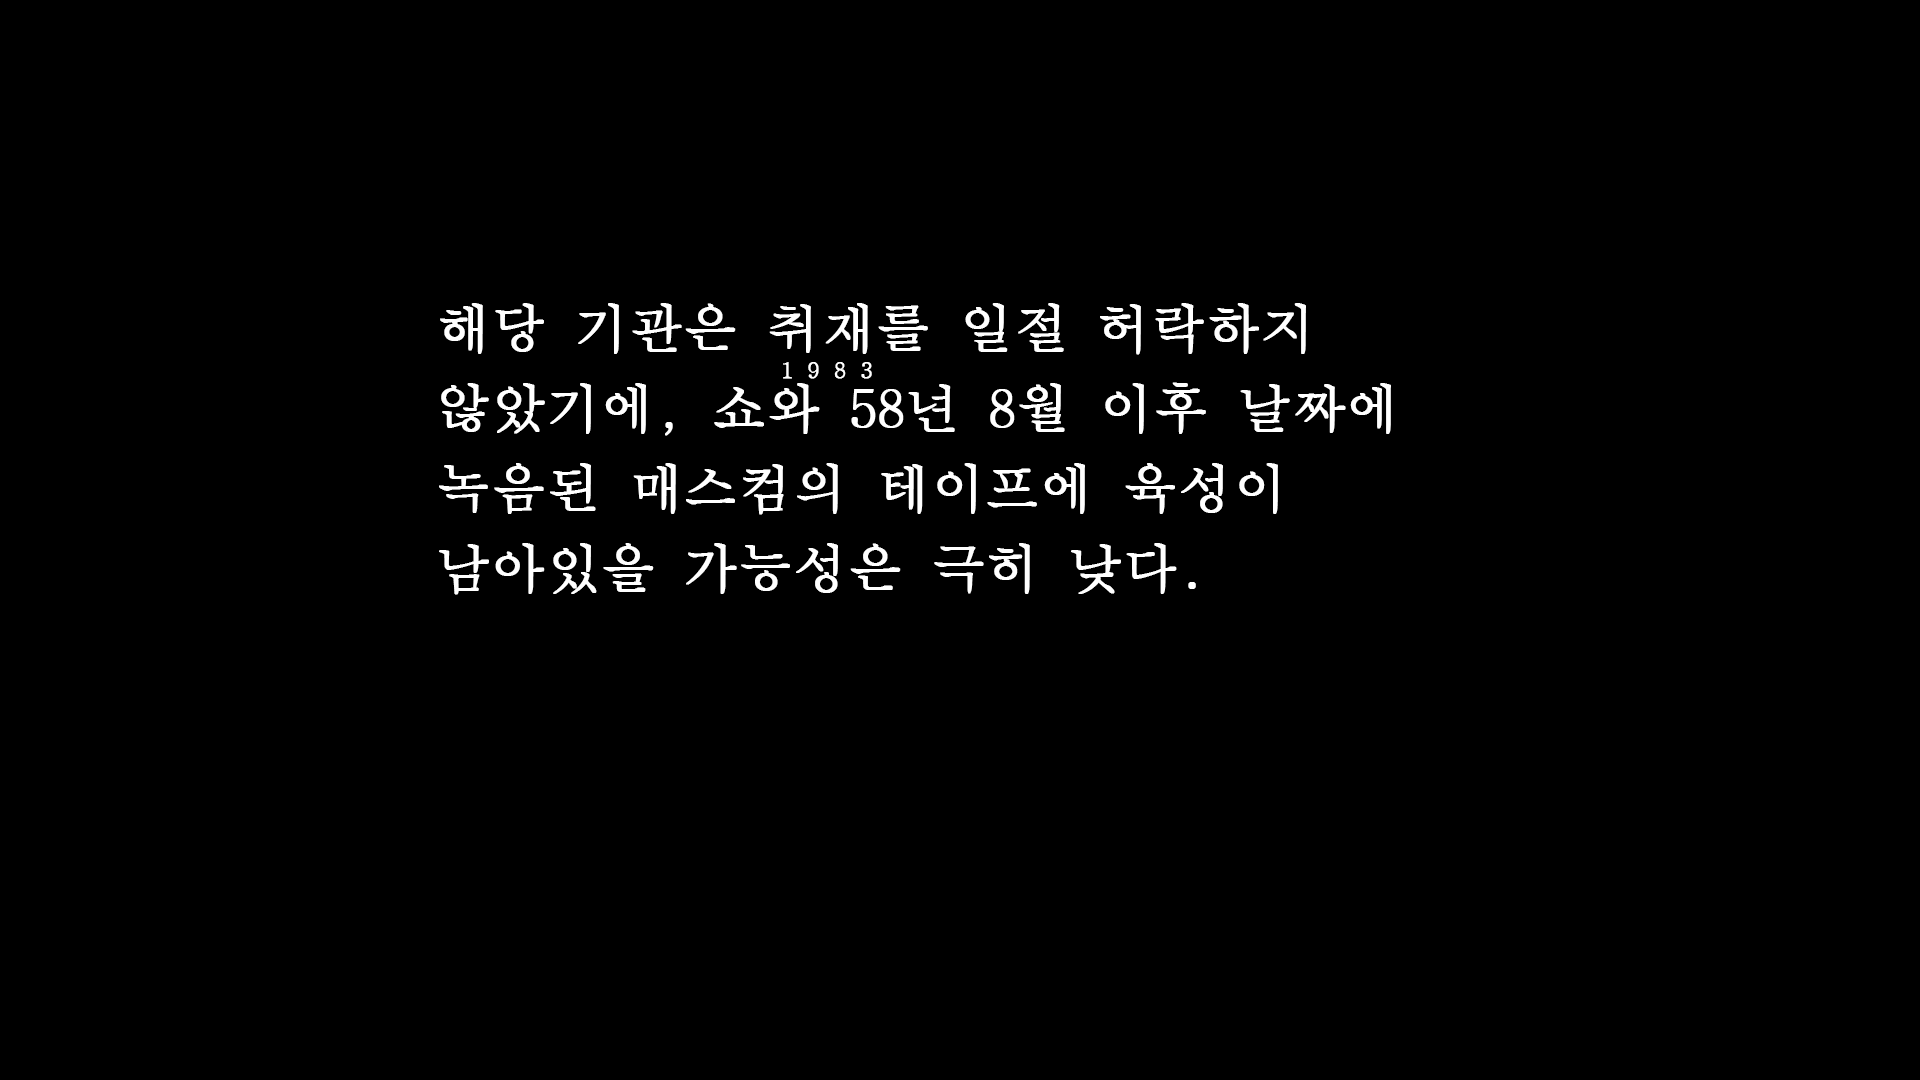 해당 기관은 취재를 일절 허락하지
1983
않았기에, 쇼와 58년 8월 이후 날짜에
녹음된 매스컴의 테이프에 육성이
남아있을 가능성은 극히 낮다.